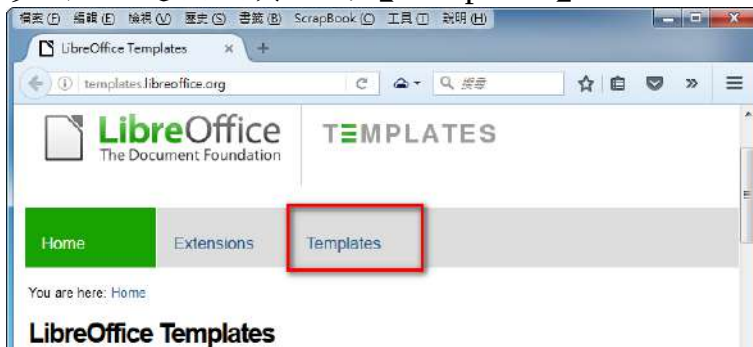 檔案(F) 編輯(E) 檢視(V) 歷史(S) 書籤(B) ScrapBook(O) 工具(T) 說明(H)
LibreOffice Templates × +
templates.libreoffice.org 搜尋
LibreOffice TEMPLATES
The Document Foundation
Home Extensions Templates
You are here: Home
LibreOffice Templates